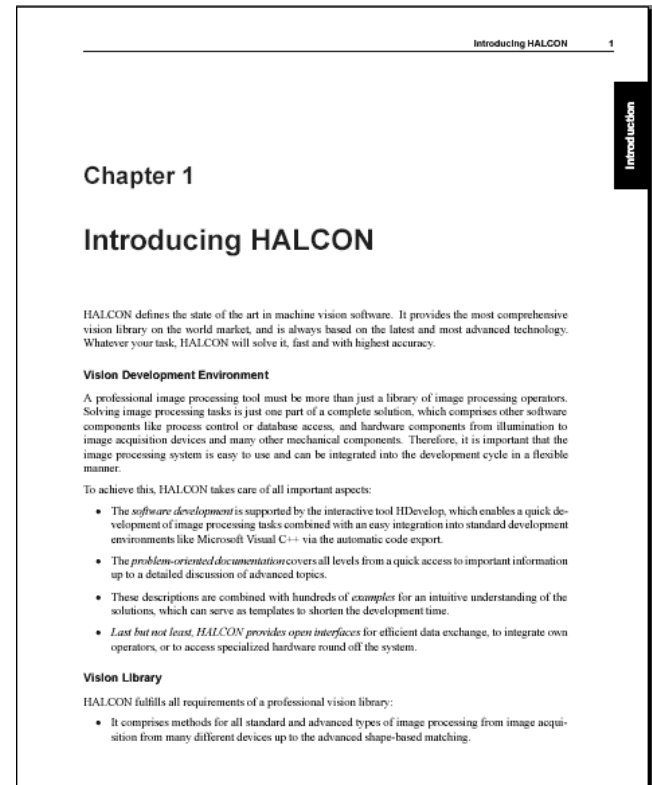 Introducing HALCON 1
Introduction
Chapter 1
Introducing HALCON
HALCON defines the state of the art in machine vision software. It provides the most comprehensive
vision library on the world market, and is always based on the latest and most advanced technology.
Whatever your task, HALCON will solve it, fast and with highest accuracy.
Vision Development Environment
A professional image processing tool must be more than just a library of image processing operators.
Solving image processing tasks is just one part of a complete solution, which comprises other software
components like process control or database access, and hardware components from illumination to
image acquisition devices and many other mechanical components. Therefore, it is important that the
image processing system is easy to use and can be integrated into the development cycle in a flexible
manner.
To achieve this, HALCON takes care of all important aspects:
• The software development is supported by the interactive tool HDevelop, which enables a quick de-
velopment of image processing tasks combined with an easy integration into standard development
environments like Microsoft Visual C++ via the automatic code export.
• The problem-oriented documentation covers all levels from a quick access to important information
up to a detailed discussion of advanced topics.
• These descriptions are combined with hundreds of examples for an intuitive understanding of the
solutions, which can serve as templates to shorten the development time.
• Last but not least, HALCON provides open interfaces for efficient data exchange, to integrate own
operators, or to access specialized hardware round off the system.
Vision Library
HALCON fulfills all requirements of a professional vision library:
• It comprises methods for all standard and advanced types of image processing from image acqui-
sition from many different devices up to the advanced shape-based matching.